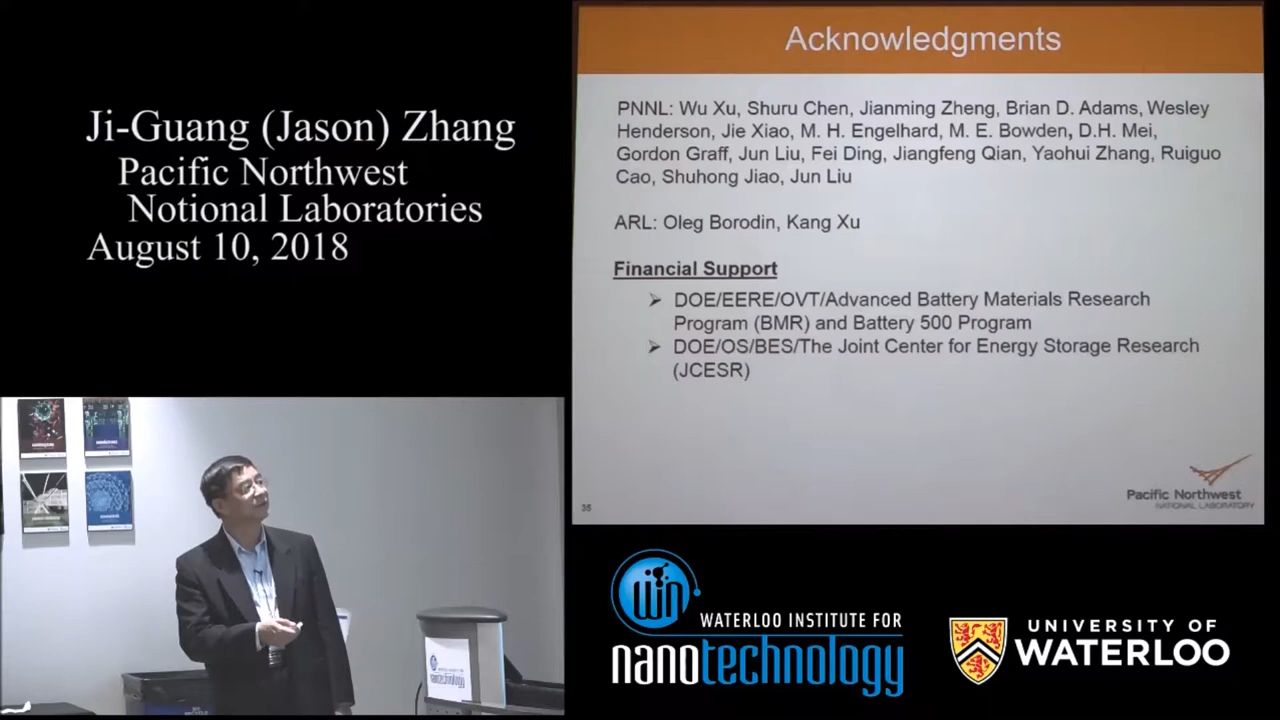 Ji-Guang (Jason) Zhang
Pacific Northwest
Notional Laboratories
August 10, 2018
Acknowledgments
PNNL: Wu Xu, Shuru Chen, Jianming Zheng, Brian D. Adams, Wesley
Henderson, Jie Xiao, M. H. Engelhard, M. E. Bowden, D.H. Mei,
Gordon Graff, Jun Liu, Fei Ding, Jiangfeng Qian, Yaohui Zhang, Ruiguo
Cao, Shuhong Jiao, Jun Liu
ARL: Oleg Borodin, Kang Xu
Financial Support
➢ DOE/EERE/OVT/Advanced Battery Materials Research
Program (BMR) and Battery 500 Program
➢ DOE/OS/BES/The Joint Center for Energy Storage Research
(JCESR)
35
Pacific Northwest
NATIONAL LABORATORY
win
WATERLOO INSTITUTE FOR
nanotechnology
UNIVERSITY OF
WATERLOO